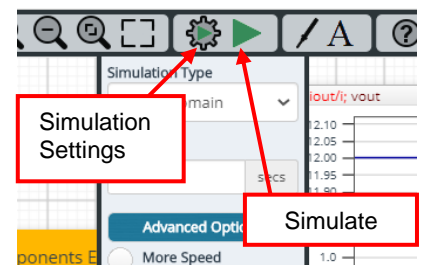 A
?
Simulation Type
omain
iout/i; vout
Simulation
Settings
12.10
12.05
12.00
11.95
11.90
secs
Simulate
Advanced Optio
ponents E
More Speed
1.0